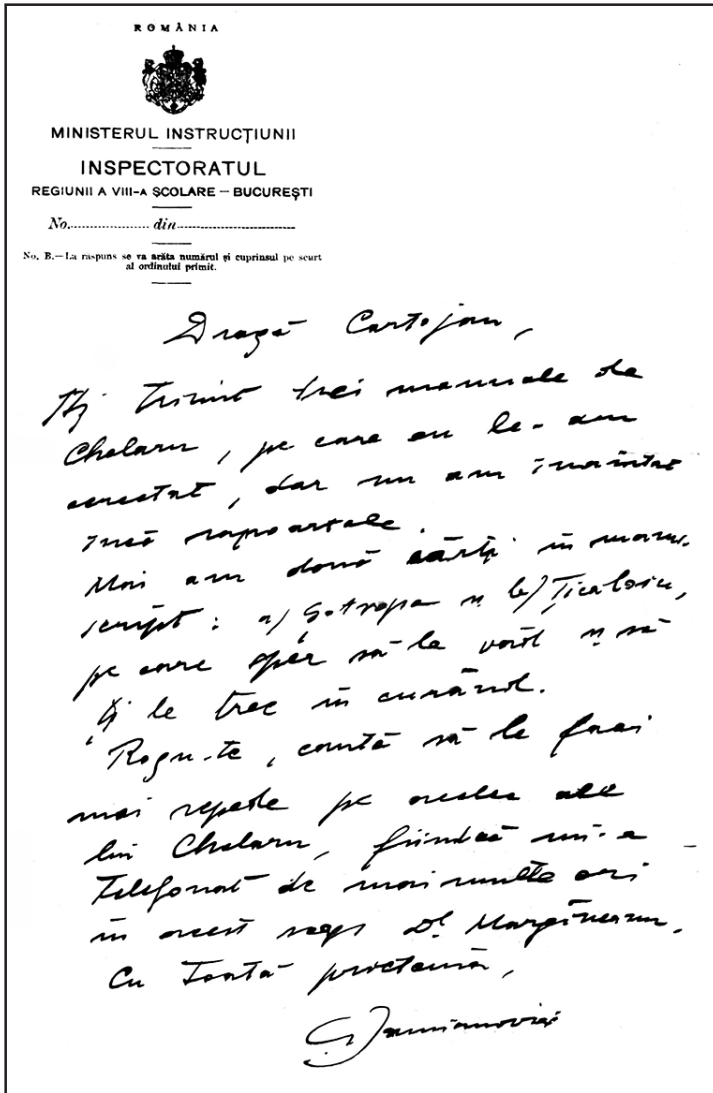 ROMÂNIA
MINISTERUL INSTRUCȚIUNII
INSPECTORATUL
REGIUNII A VIII-A ȘCOLARE — BUCUREȘTI
No.................... din............................
No. B.—La raspuns se va arăta numărul și cuprinsul pe scurt
al ordinului primit.
Dragă Cartojan,
Îți trimit trei manuale de
Chelaru, pe care eu le-am
cercetat, dar nu am înaintat
încă rapoartele.
Mai am două cărți în manu-
script: a/ Șotropa și b/ Țicaloiu,
pe care sper să le văd și să
ți le trec în curând.
Rogu-te, caută să le faci
mai repede pe acelea ale
lui Chelaru, fiindcă mi-a
telefonat de mai multe ori
în acest sens Dl. Margineanu.
Cu toată prietenia,